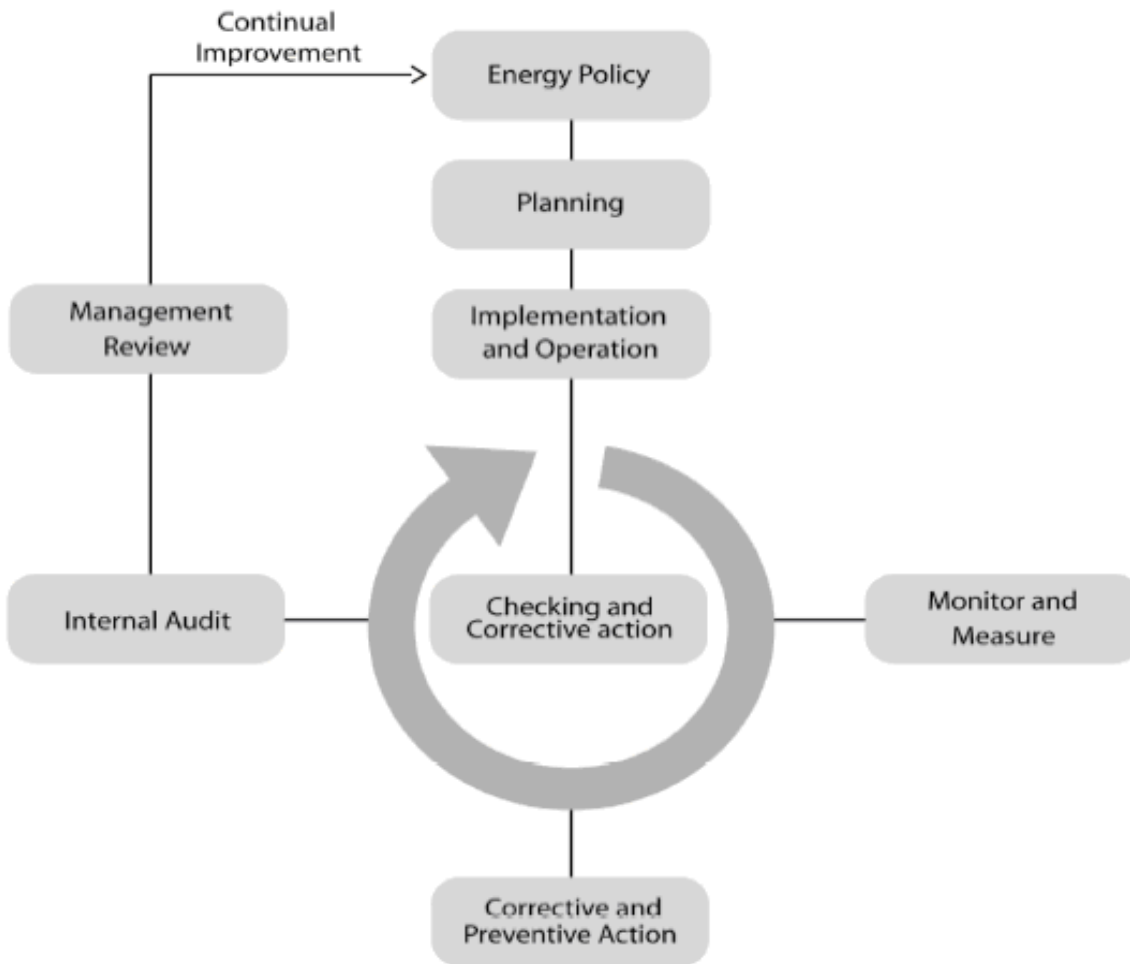 Continual
Improvement
Energy Policy
Planning
Implementation
and Operation
Management
Review
Internal Audit
Checking and
Corrective action
Monitor and
Measure
Corrective and
Preventive Action